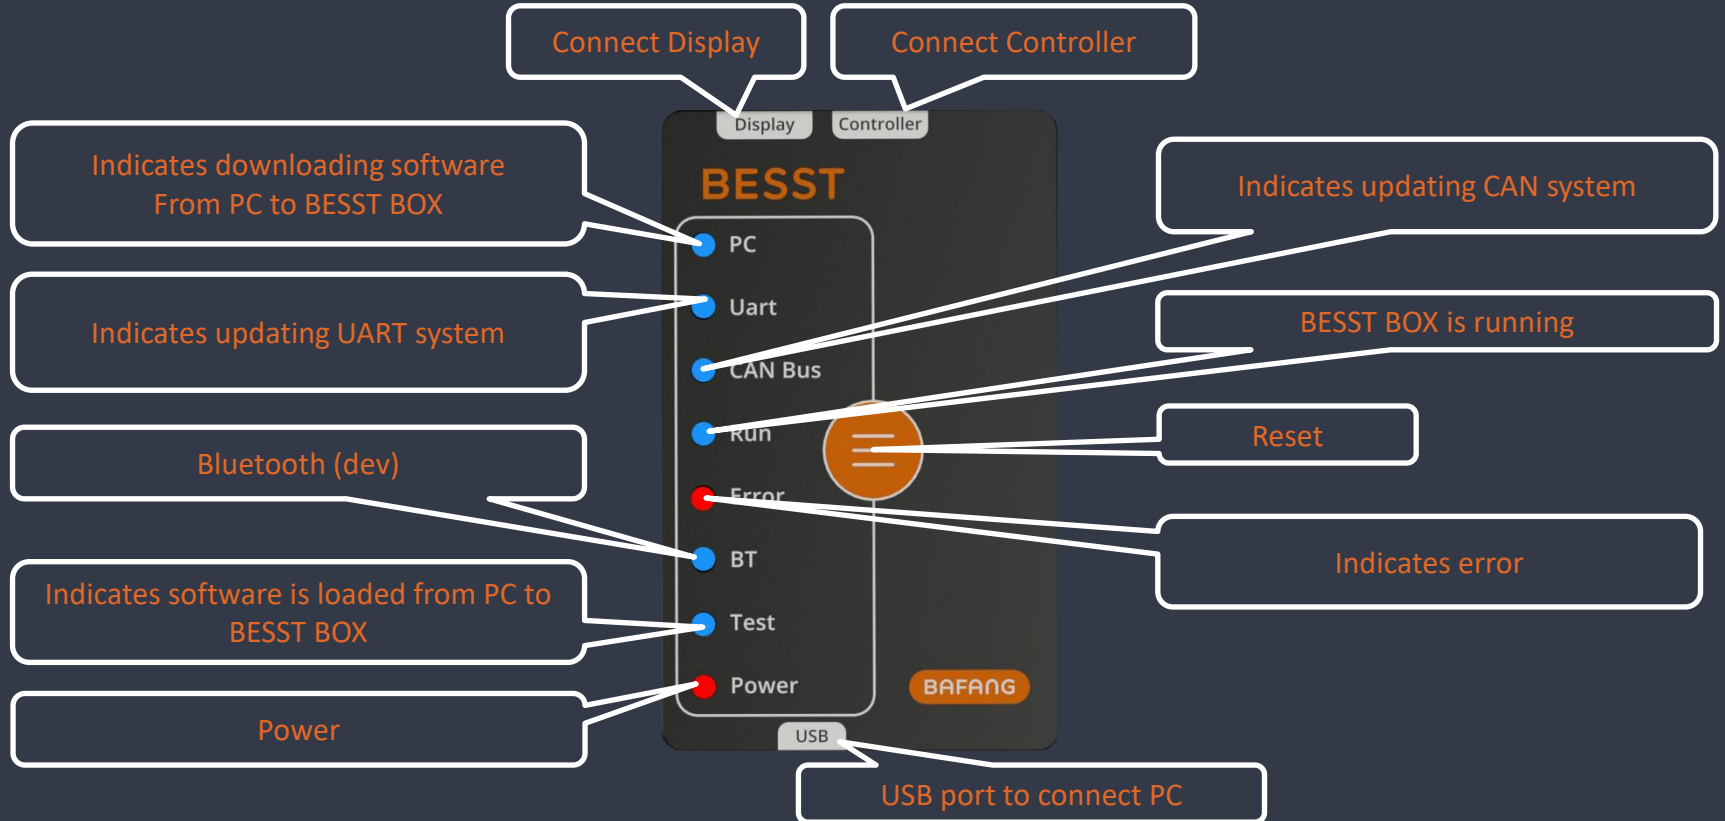 Connect Display
Connect Controller
Display
Controller
Indicates downloading software
From PC to BESST BOX
Indicates updating CAN system
BESST
PC
Uart
Indicates updating UART system
BESST BOX is running
CAN Bus
Run
Reset
Bluetooth (dev)
Error
Indicates error
BT
Indicates software is loaded from PC to
BESST BOX
Test
Power
BAFANG
Power
USB
USB port to connect PC